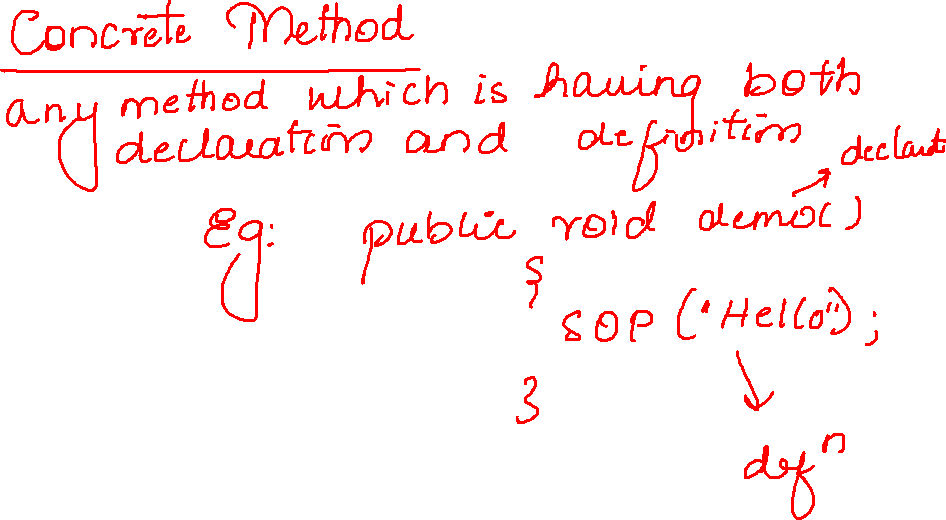 Concrete Method
any method which is having both
declaration and definition
declarat
Eg: public void demo()
{
SOP ("Hello");
}
defn